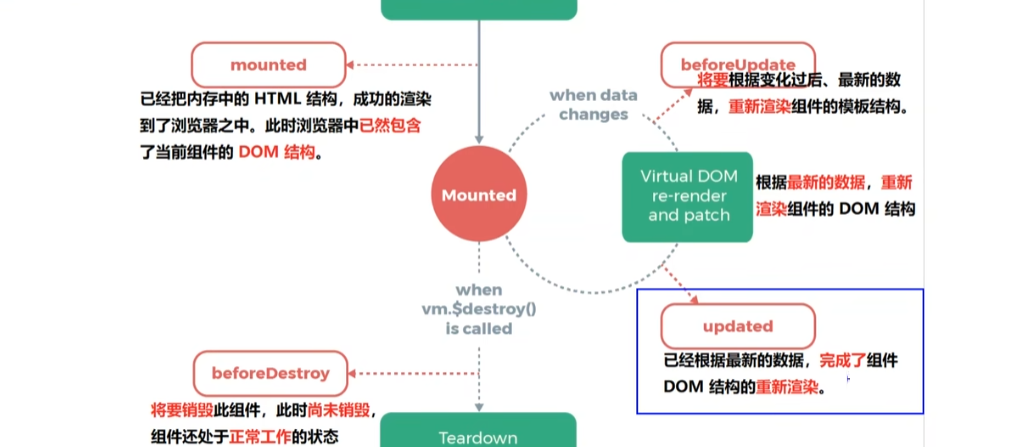 mounted
已经把内存中的 HTML 结构，成功的渲染
到了浏览器之中。此时浏览器中已然包含
了当前组件的 DOM 结构。
beforeUpdate
将要根据变化过后、最新的数
据，重新渲染组件的模板结构。
when data
changes
Mounted
Virtual DOM
re-render
and patch
根据最新的数据，重新
渲染组件的 DOM 结构
when
vm.$destroy()
is called
updated
已经根据最新的数据，完成了组件
DOM 结构的重新渲染。
beforeDestroy
将要销毁此组件，此时尚未销毁，
组件还处于正常工作的状态
Teardown